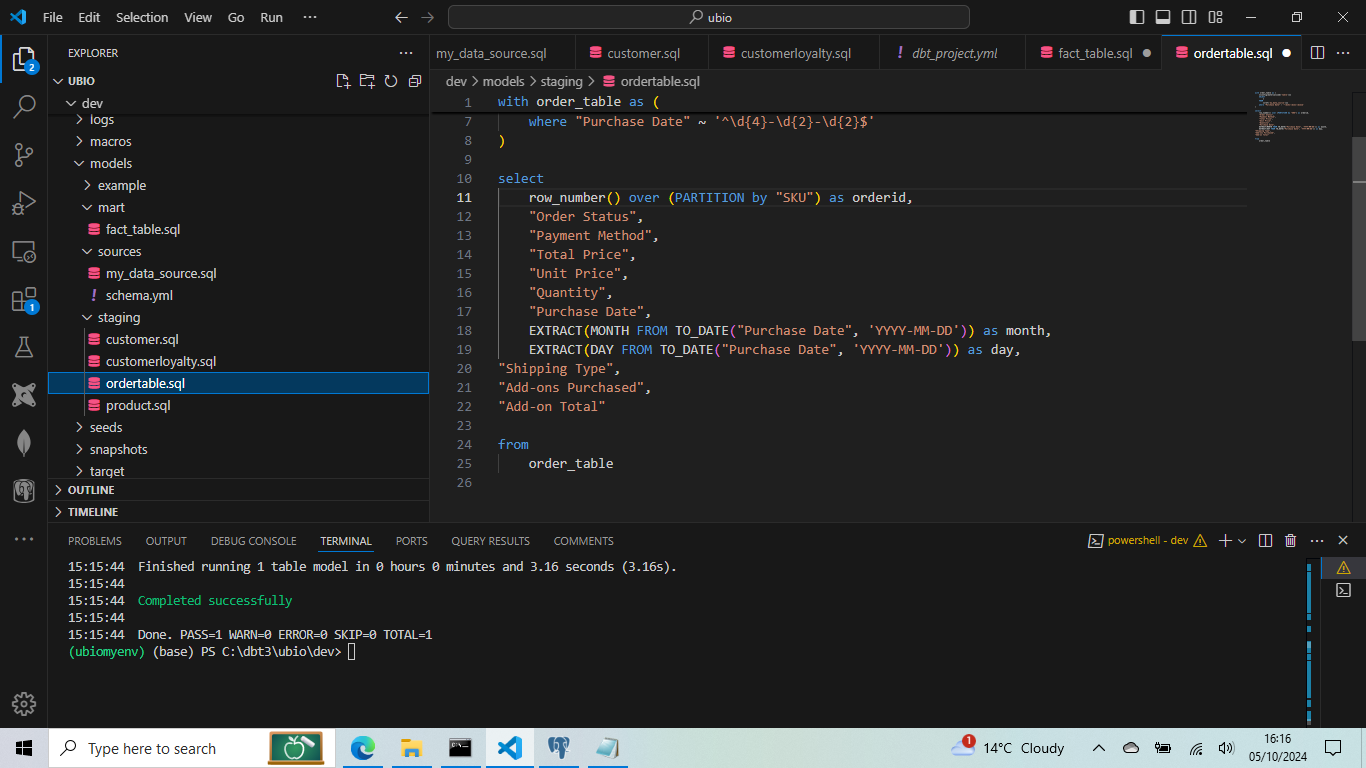 File Edit Selection View Go Run ··· ubio
EXPLORER
my_data_source.sql customer.sql customerloyalty.sql ! dbt_project.yml fact_table.sql ordertable.sql
UBIO
dev > models > staging > ordertable.sql
dev
logs
macros
models
example
mart
fact_table.sql
sources
my_data_source.sql
! schema.yml
staging
customer.sql
customerloyalty.sql
ordertable.sql
product.sql
seeds
snapshots
target
OUTLINE
TIMELINE
2
1
1 with order_table as (
7 where "Purchase Date" ~ '^\d{4}-\d{2}-\d{2}$'
8 )
9
10 select
11 row_number() over (PARTITION by "SKU") as orderid,
12 "Order Status",
13 "Payment Method",
14 "Total Price",
15 "Unit Price",
16 "Quantity",
17 "Purchase Date",
18 EXTRACT(MONTH FROM TO_DATE("Purchase Date", 'YYYY-MM-DD')) as month,
19 EXTRACT(DAY FROM TO_DATE("Purchase Date", 'YYYY-MM-DD')) as day,
20 "Shipping Type",
21 "Add-ons Purchased",
22 "Add-on Total"
23
24 from
25 order_table
26
PROBLEMS OUTPUT DEBUG CONSOLE TERMINAL PORTS QUERY RESULTS COMMENTS
powershell - dev
15:15:44 Finished running 1 table model in 0 hours 0 minutes and 3.16 seconds (3.16s).
15:15:44
15:15:44 Completed successfully
15:15:44
15:15:44 Done. PASS=1 WARN=0 ERROR=0 SKIP=0 TOTAL=1
(ubiomyenv) (base) PS C:\dbt3\ubio\dev>
Type here to search
1
14°C Cloudy
16:16
05/10/2024